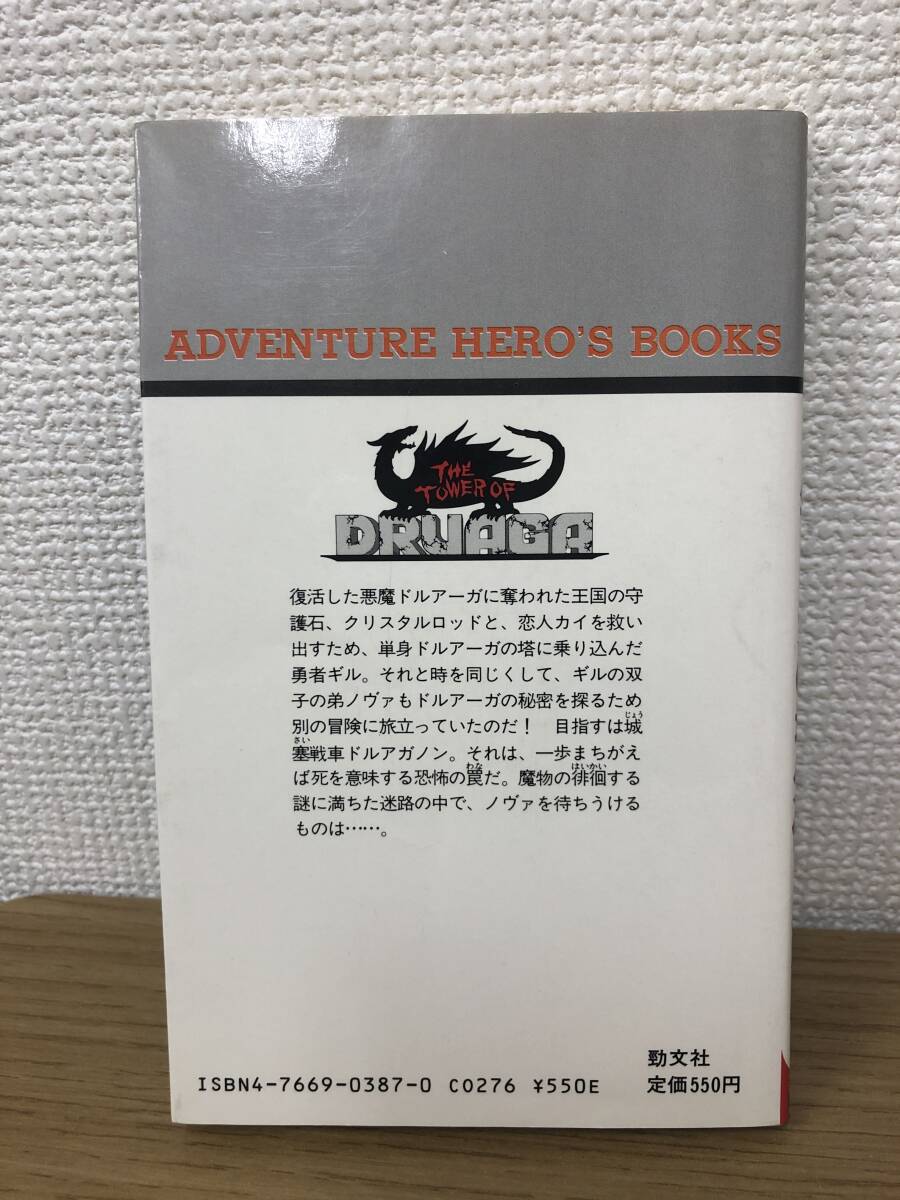 ADVENTURE HERO'S BOOKS
THE
TOWER OF
DRUAGA
復活した悪魔ドルアーガに奪われた王国の守
護石、クリスタルロッドと、恋人カイを救い
出すため、単身ドルアーガの塔に乗り込んだ
勇者ギル。それと時を同じくして、ギルの双
子の弟ノヴァもドルアーガの秘密を探るため
別の冒険に旅立っていたのだ！　目指すは城
塞戦車ドルアガノン。それは、一歩まちがえ
ば死を意味する恐怖の罠だ。魔物の徘徊する
謎に満ちた迷路の中で、ノヴァを待ちうける
ものは……。
勁文社
ISBN4-7669-0387-0 C0276 ¥550E
定価550円